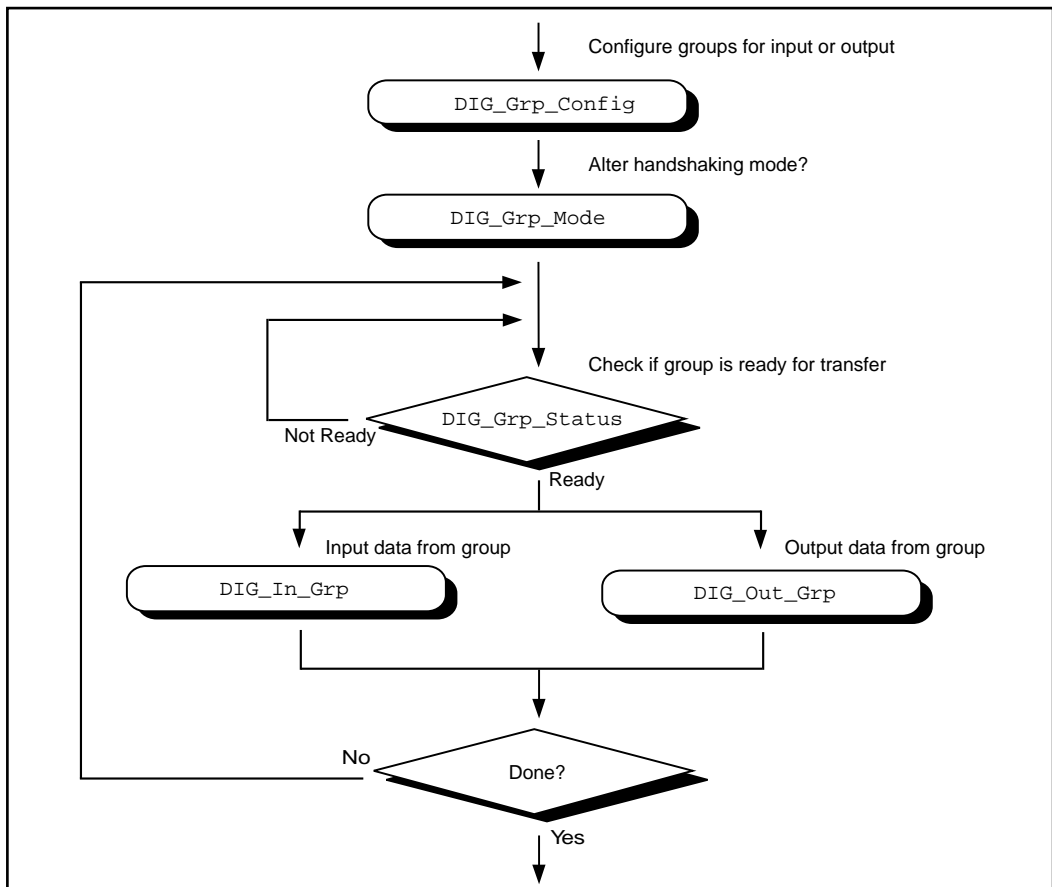 Configure groups for input or output
DIG_Grp_Config
Alter handshaking mode?
DIG_Grp_Mode
Check if group is ready for transfer
DIG_Grp_Status
Not Ready
Ready
Input data from group
Output data from group
DIG_In_Grp
DIG_Out_Grp
No
Done?
Yes